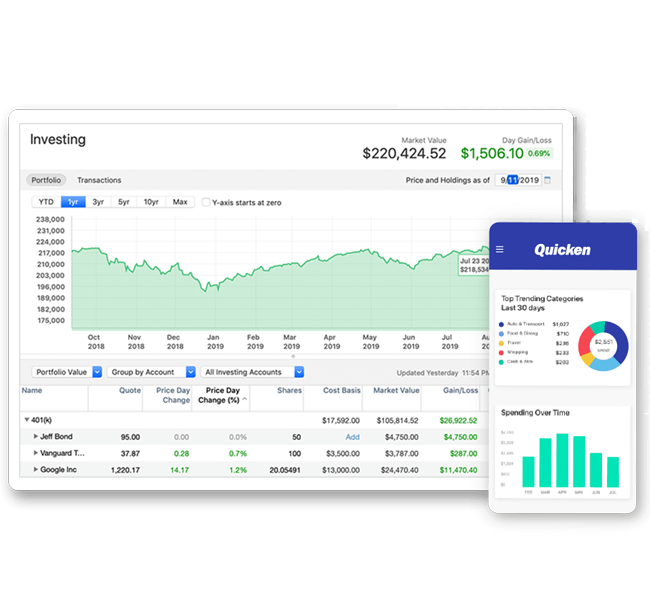 Investing
Market Value
Day Gain/Loss
$220,424.52
$1,506.10 0.69%
Portfolio
Transactions
Price and Holdings as of 9/11/2019
YTD 1yr 3yr 5yr 10yr Max
Y-axis starts at zero
238,000
231,000
224,000
217,000
210,000
203,000
196,000
189,000
182,000
175,000
Jul 23 20
$218,534
Oct Nov Dec Jan Feb Mar Apr May Jun Jul Au
2018 2018 2018 2019 2019 2019 2019 2019 2019 2019 201
Portfolio Value
Group by Account
All Investing Accounts
Updated Yesterday 11:54 PM
Name Quote Price Day Change Price Day Change (%) Shares Cost Basis Market Value Gain/Loss
401(k) $17,592.00 $105,814.52 $26,922.52
Jeff Bond 95.00 0.00 0.0% 50 Add $4,750.00 $4,750.00
Vanguard T... 37.87 0.28 0.7% 100 $3,500.00 $3,787.00 $287.00
Google Inc 1,220.17 14.17 1.2% 20.05491 $13,000.00 $24,470.40 $11,470.40
Quicken
Top Trending Categories
Last 30 days
Auto & Transport $1,027
Food & Dining $710
Travel
Shopping
$2,551
SPENT
Spending Over Time
FEB MAR APR MAY JUN JUL